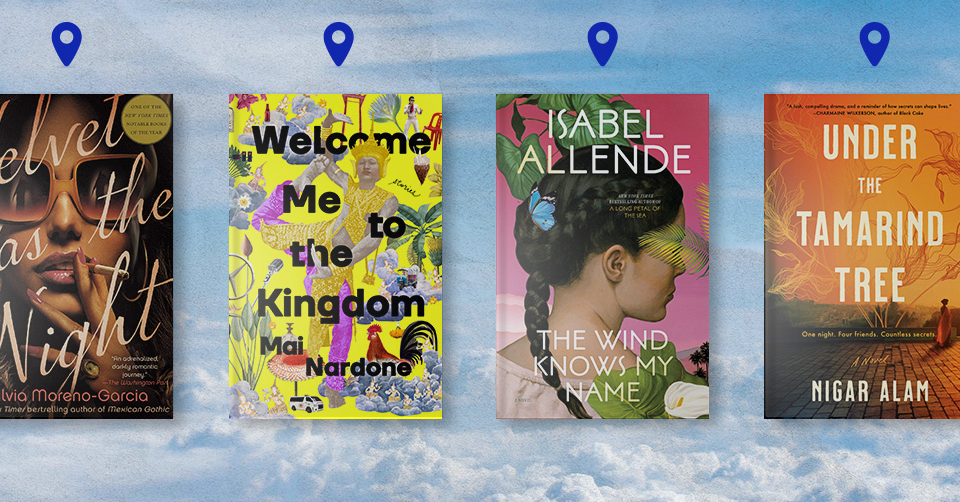 elvet
as the
Night
ONE OF THE
NEW YORK TIMES
NOTABLE BOOKS
OF THE YEAR
"An adrenalized,
darkly romantic
journey."
—The Washington Post
lvia Moreno-Garcia
Times bestselling author of Mexican Gothic
Welcome
stories
Me
to
the
Kingdom
Mai
Nardone
ISABEL
ALLENDE
NEW YORK TIMES
BESTSELLING AUTHOR OF
A LONG PETAL OF
THE SEA
THE WIND
KNOWS MY
NAME
"A lush, compelling drama, and a reminder of how secrets can shape lives."
—CHARMAINE WILKERSON, author of Black Cake
UNDER
THE
TAMARIND
TREE
One night. Four friends. Countless secrets.
A Novel
NIGAR ALAM